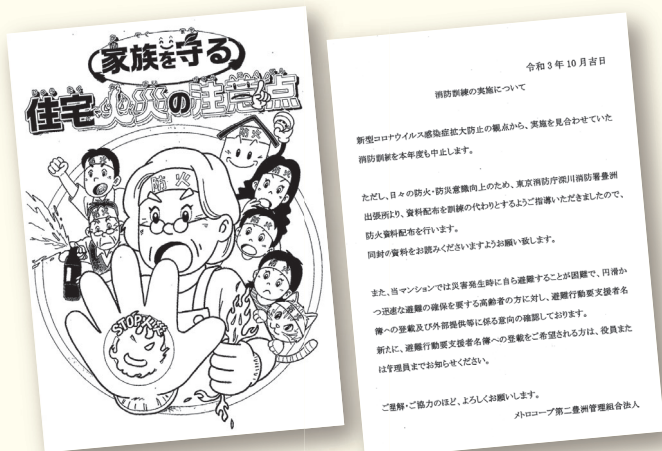 家族を守る
住宅火災の注意点
防火
防火
防火
防火
防火
防火
STOP火災
令和3年10月吉日
消防訓練の実施について
新型コロナウイルス感染症拡大防止の観点から、実施を見合わせていた
消防訓練を本年度も中止します。
ただし、日々の防火・防災意識向上のため、東京消防庁深川消防署豊洲
出張所より、資料配布を訓練の代わりとするようご指導いただきましたので、
防火資料配布を行います。
同封の資料をお読みくださいますようお願い致します。
また、当マンションでは災害発生時に自ら避難することが困難で、円滑か
つ迅速な避難の確保を要する高齢者の方に対し、避難行動要支援者名
簿への登載及び外部提供等に係る意向の確認しております。
新たに、避難行動要支援者名簿への登載をご希望される方は、役員また
は管理員までお知らせください。
ご理解・ご協力のほど、よろしくお願いします。
メトロコープ第二豊洲管理組合法人